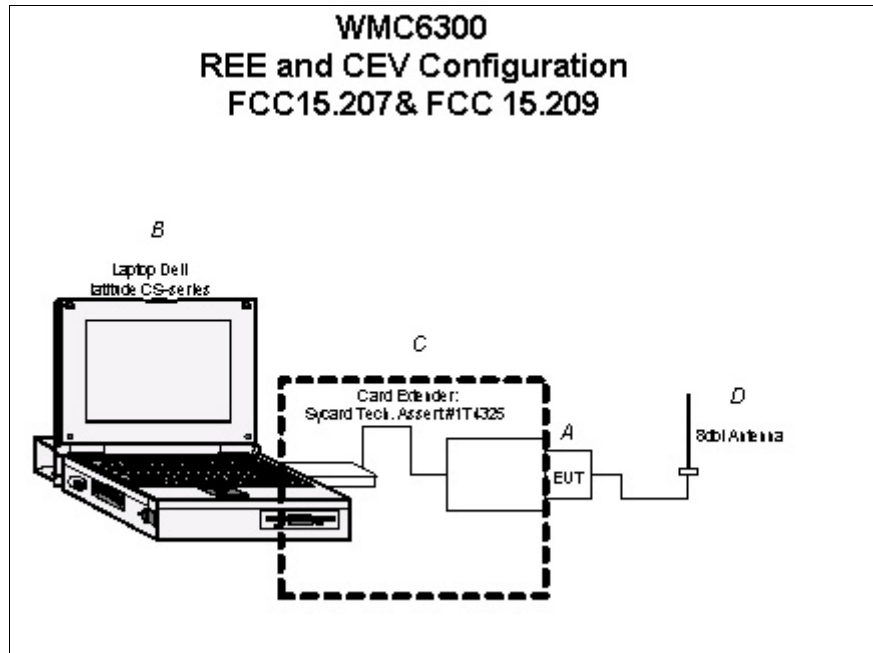 WMC6300
REE and CEV Configuration
FCC15.207& FCC 15.209
B
Laptop Dell
latitude CS-series
C
Card Extender:
Sycard Tech. Assert#1T4325
A
EUT
D
Antenna